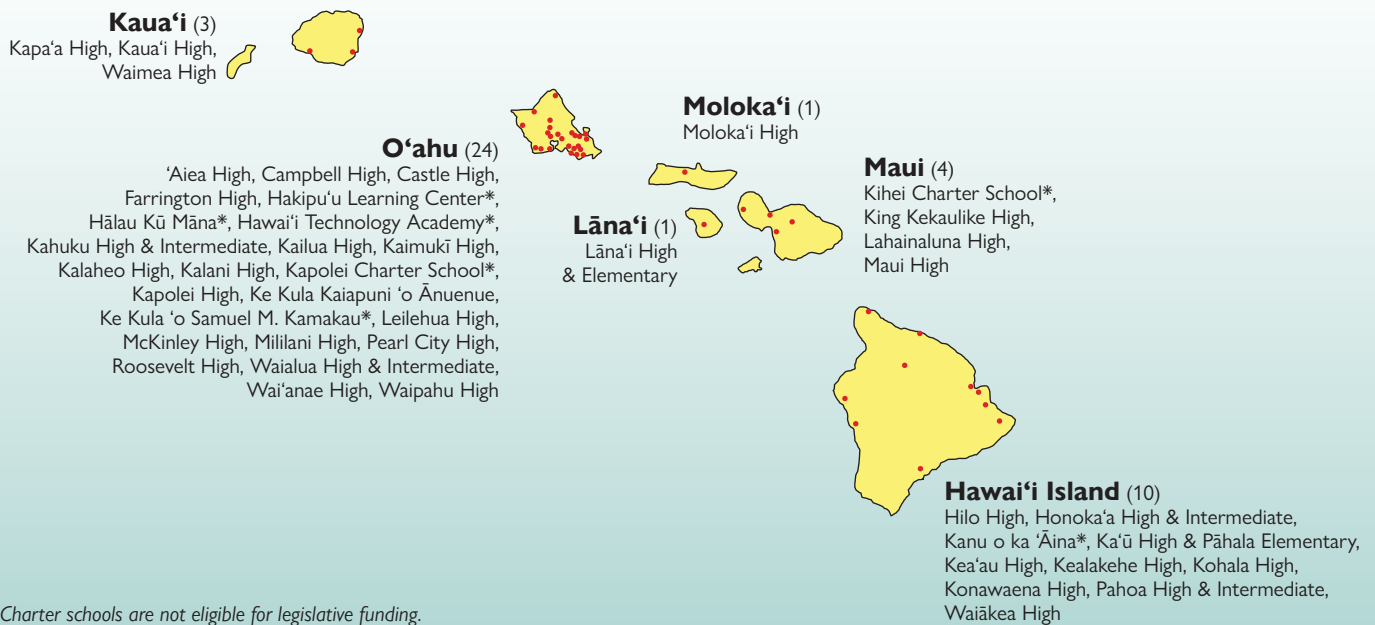 Kaua‘i (3)
Kapa‘a High, Kaua‘i High,
Waimea High
O‘ahu (24)
‘Aiea High, Campbell High, Castle High,
Farrington High, Hakipu‘u Learning Center*,
Hālau Kū Māna*, Hawai‘i Technology Academy*,
Kahuku High & Intermediate, Kailua High, Kaimukī High,
Kalaheo High, Kalani High, Kapolei Charter School*,
Kapolei High, Ke Kula Kaiapuni ‘o Ānuenue,
Ke Kula ‘o Samuel M. Kamakau*, Leilehua High,
McKinley High, Mililani High, Pearl City High,
Roosevelt High, Waialua High & Intermediate,
Wai‘anae High, Waipahu High
Moloka‘i (1)
Moloka‘i High
Lāna‘i (1)
Lāna‘i High
& Elementary
Maui (4)
Kihei Charter School*,
King Kekaulike High,
Lahainaluna High,
Maui High
Hawai‘i Island (10)
Hilo High, Honoka‘a High & Intermediate,
Kanu o ka ‘Āina*, Ka‘ū High & Pāhala Elementary,
Kea‘au High, Kealakehe High, Kohala High,
Konawaena High, Pahoa High & Intermediate,
Waiākea High
Charter schools are not eligible for legislative funding.